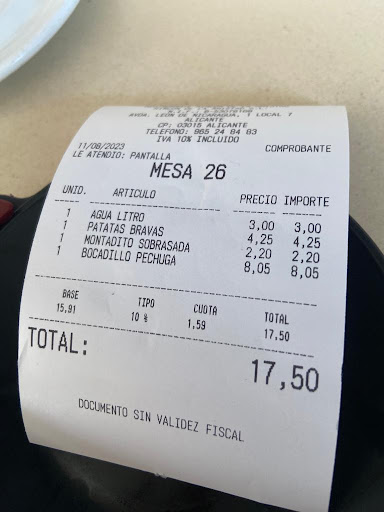 AVDA. LEON DE NICARAGUA, 1 LOCAL 7
ALICANTE
CP: 03015 ALICANTE
TELEFONO: 965 24 84 83
IVA 10% INCLUIDO
11/08/2023 COMPROBANTE
LE ATENDIO: PANTALLA
MESA 26
UNID. ARTICULO PRECIO IMPORTE
1 AGUA LITRO 3,00 3,00
1 PATATAS BRAVAS 4,25 4,25
1 MONTADITO SOBRASADA 2,20 2,20
1 BOCADILLO PECHUGA 8,05 8,05
BASE TIPO CUOTA TOTAL
15,91 10 % 1,59 17,50
TOTAL: 17,50
DOCUMENTO SIN VALIDEZ FISCAL